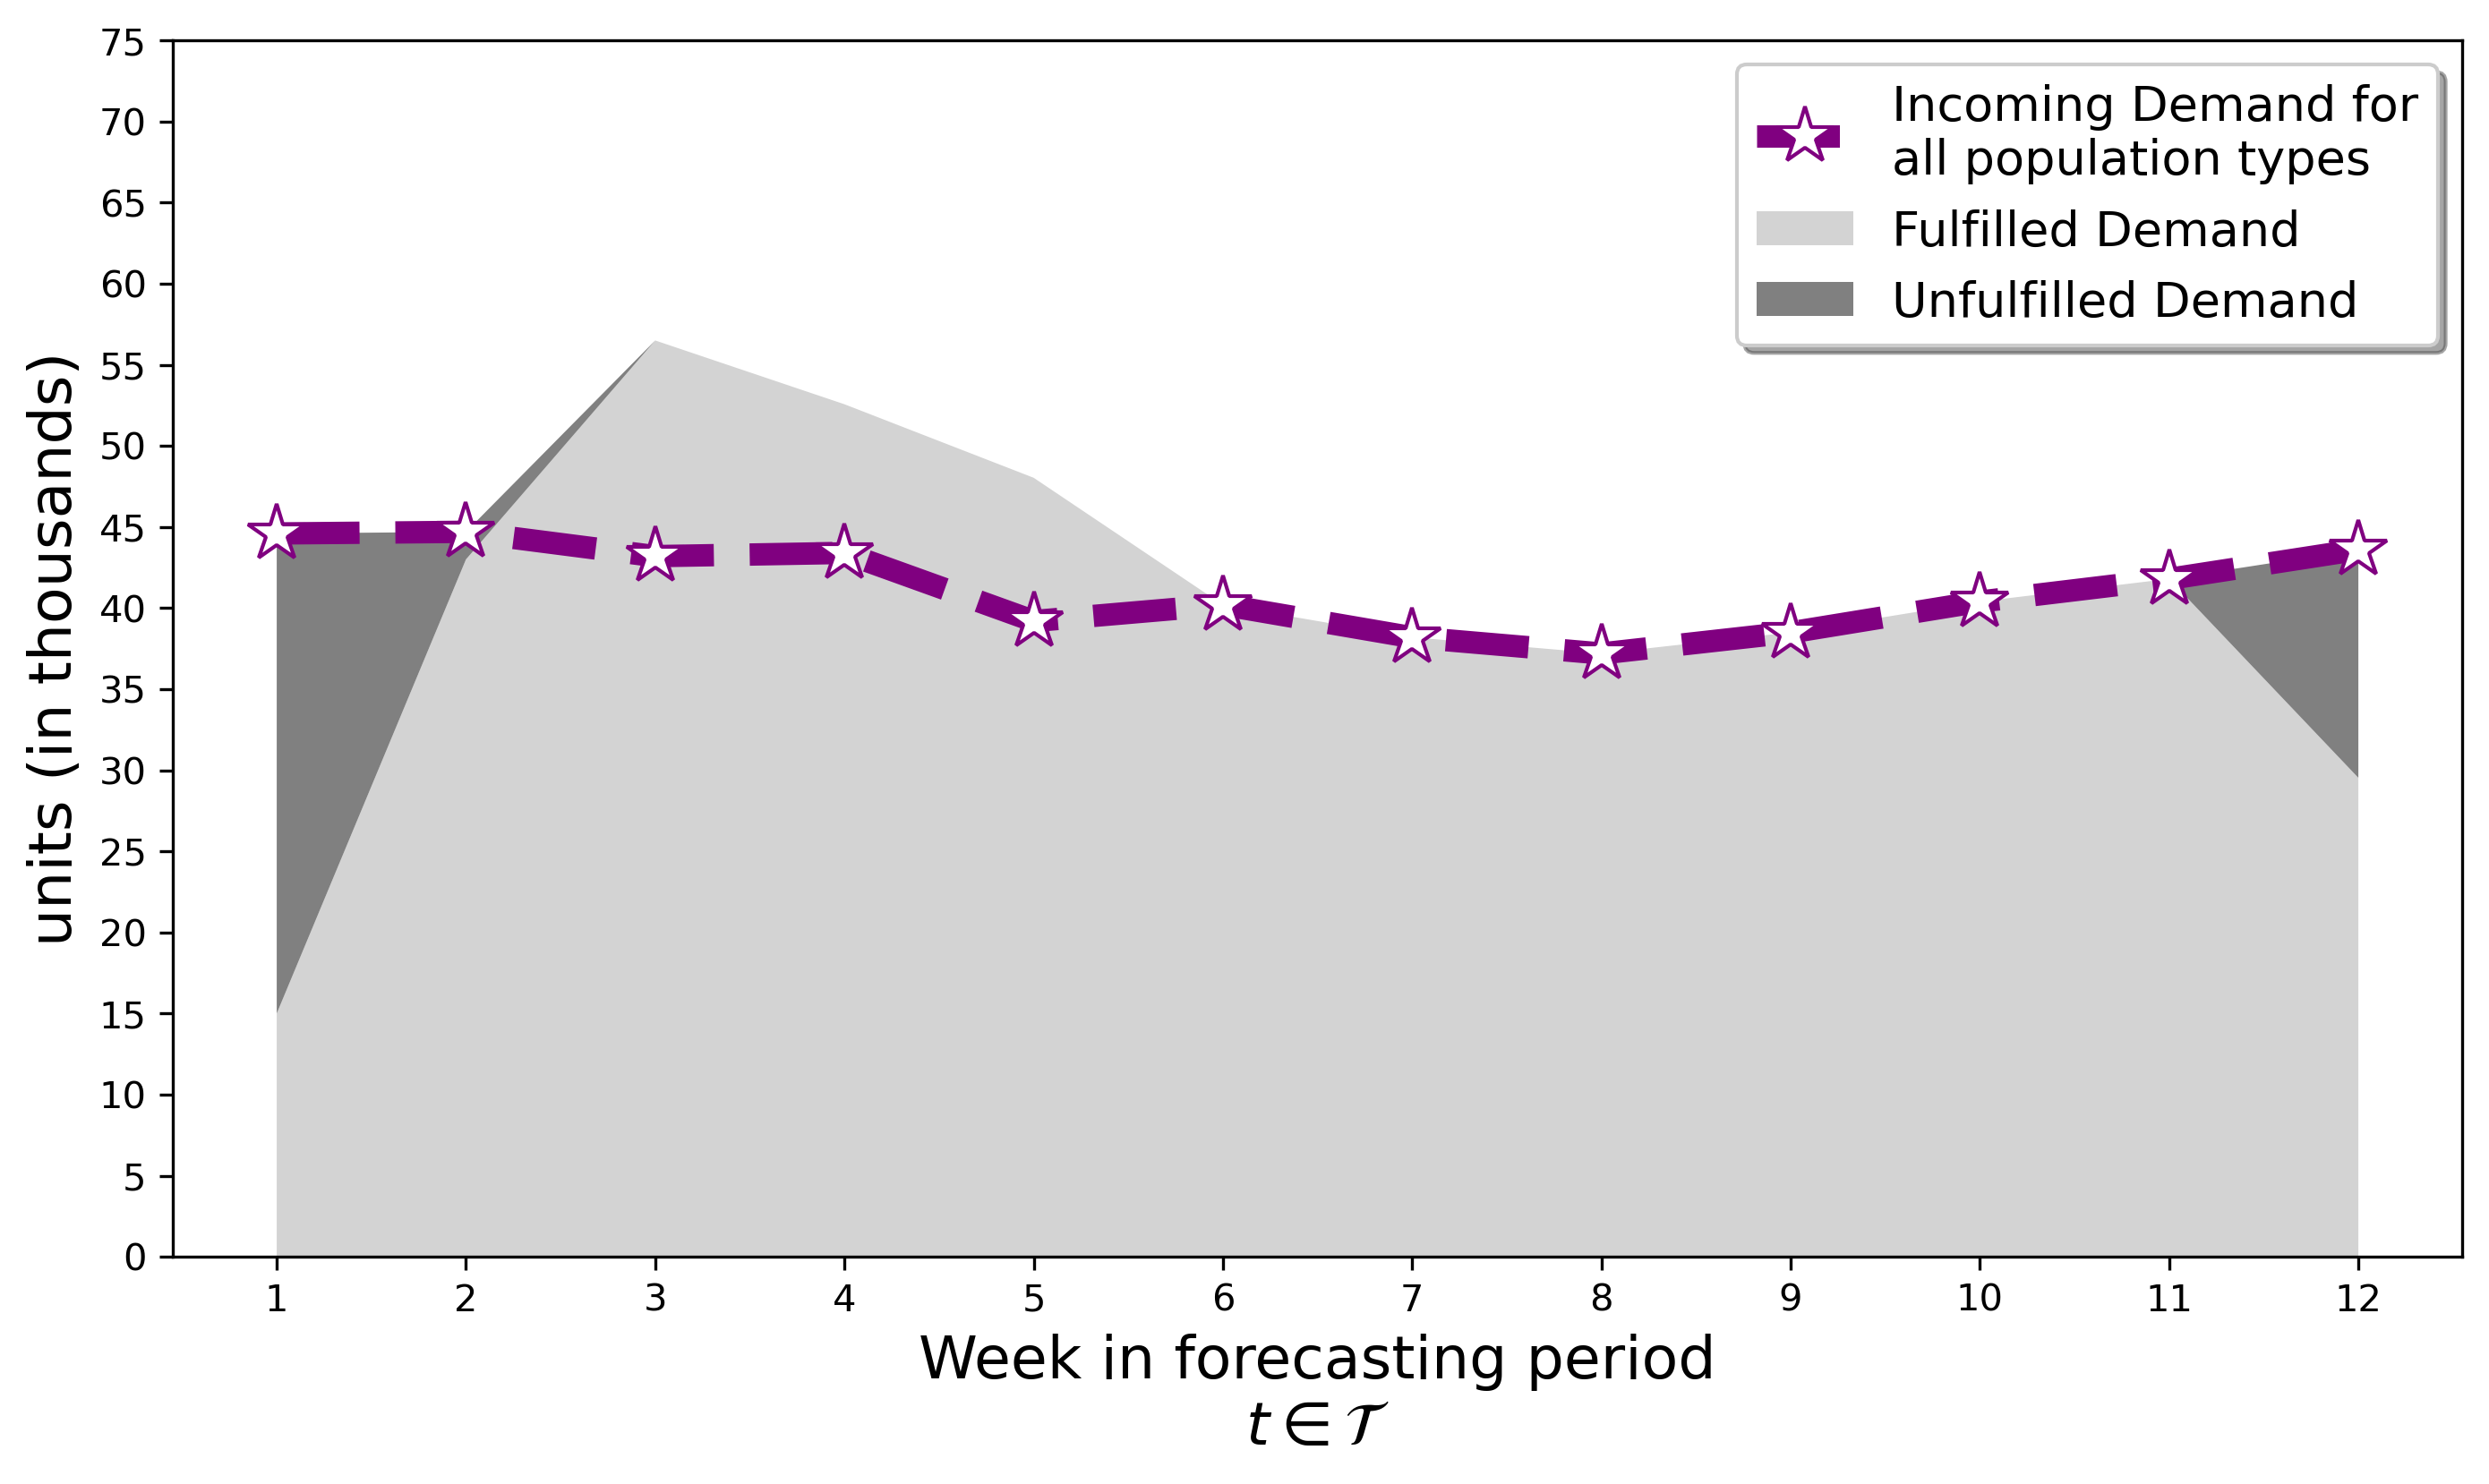 75
70
65
60
55
50
45
40
35
30
25
20
15
10
5
0
units (in thousands)
Incoming Demand for
all population types
Fulfilled Demand
Unfulfilled Demand
1 2 3 4 5 6 7 8 9 10 11 12
Week in forecasting period
t ∈ 𝒯